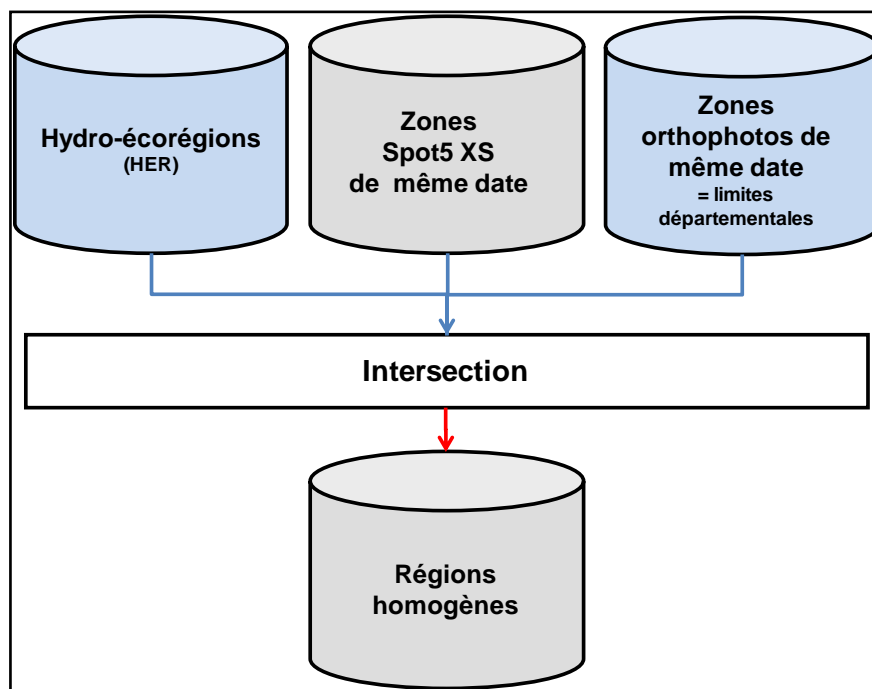 Hydro-écorégions
(HER)
Zones
Spot5 XS
de même date
Zones
orthophotos de
même date
= limites
départementales
Intersection
Régions
homogènes